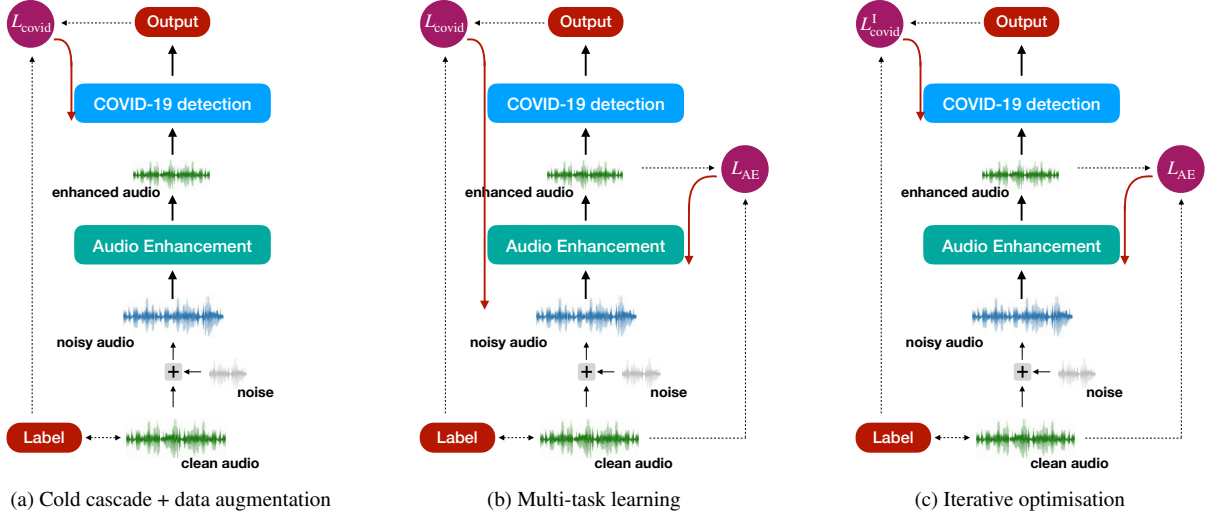 L_covid
Output
COVID-19 detection
enhanced audio
Audio Enhancement
noisy audio
+
noise
Label
clean audio
(a) Cold cascade + data augmentation
L_covid
Output
COVID-19 detection
L_AE
enhanced audio
Audio Enhancement
noisy audio
+
noise
Label
clean audio
(b) Multi-task learning
L^I_covid
Output
COVID-19 detection
L_AE
enhanced audio
Audio Enhancement
noisy audio
+
noise
Label
clean audio
(c) Iterative optimisation